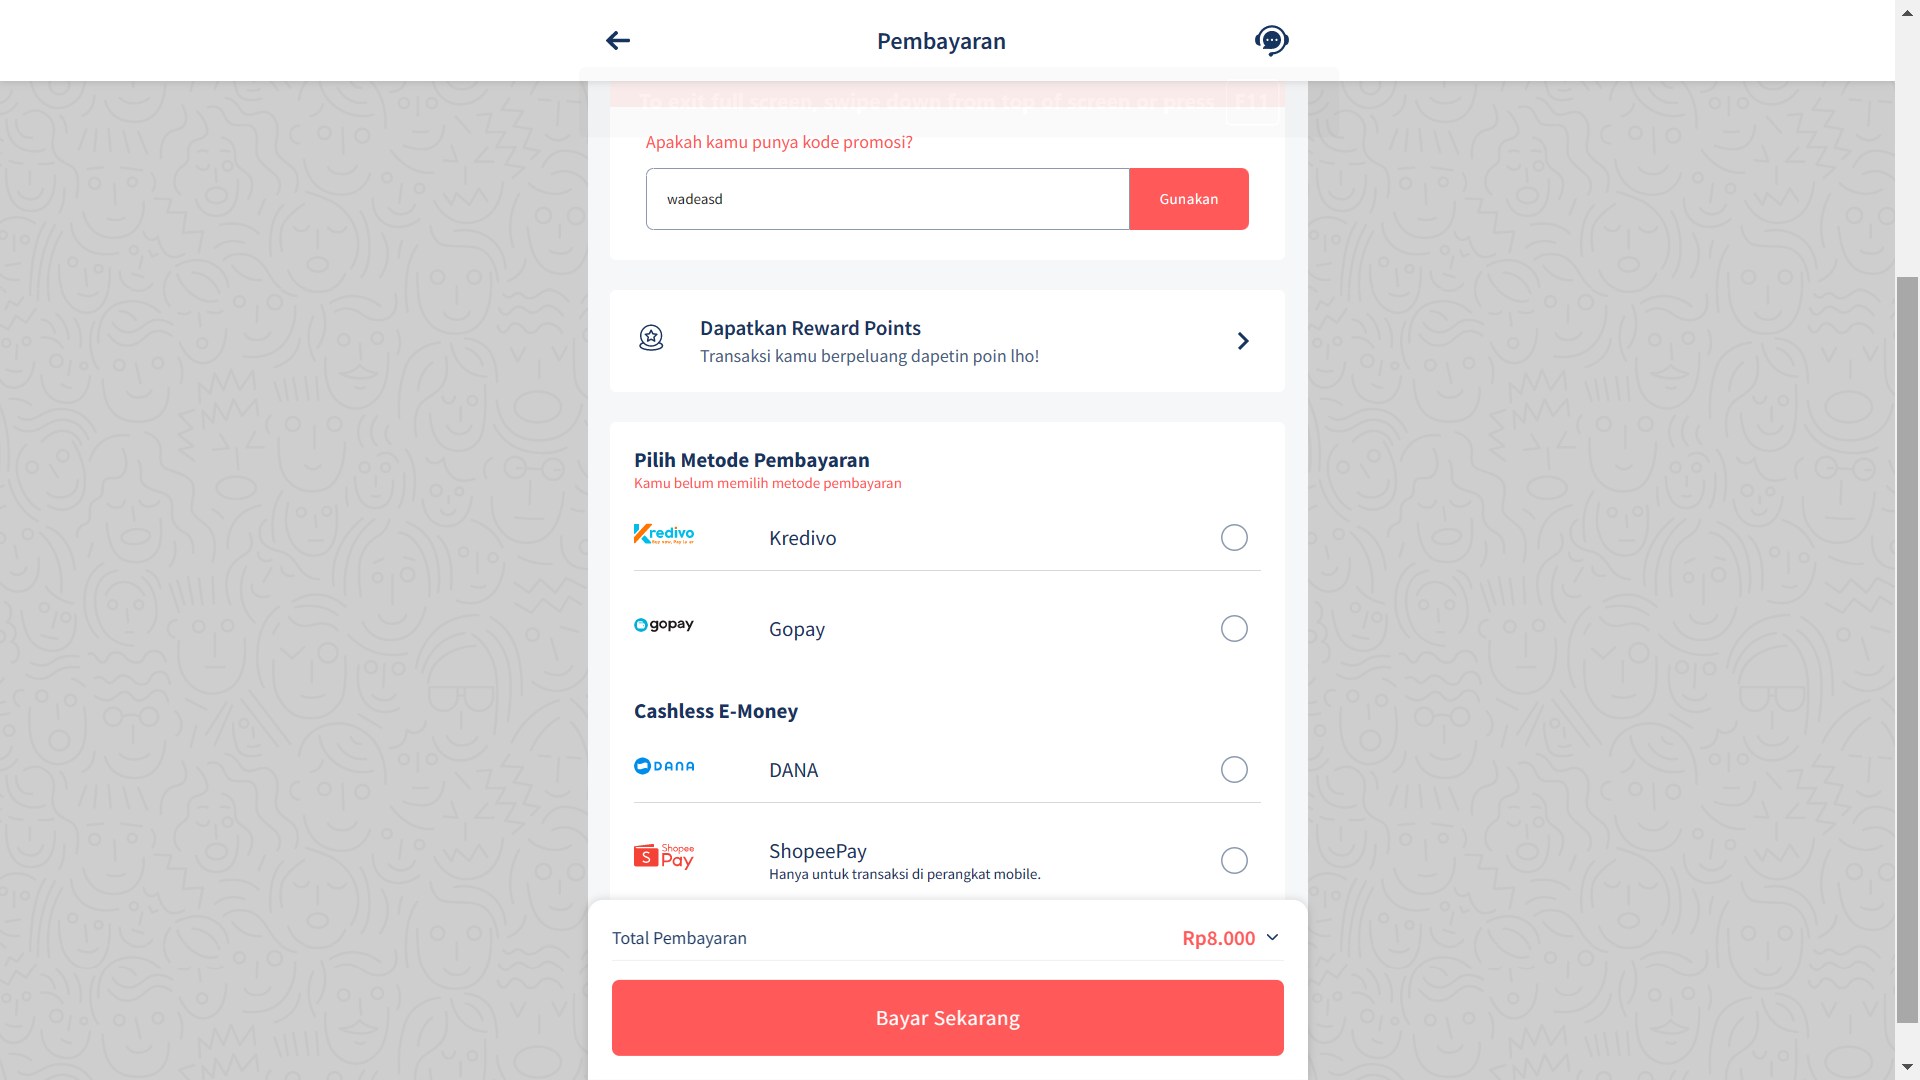 Pembayaran
To exit full screen, swipe down from top of screen or press F11
Apakah kamu punya kode promosi?
wadeasd
Gunakan
Dapatkan Reward Points
Transaksi kamu berpeluang dapetin poin lho!
Pilih Metode Pembayaran
Kamu belum memilih metode pembayaran
Kredivo
Kredivo
gopay
Gopay
Cashless E-Money
DANA
DANA
Shopee
Pay
ShopeePay
Hanya untuk transaksi di perangkat mobile.
Total Pembayaran
Rp8.000
Bayar Sekarang